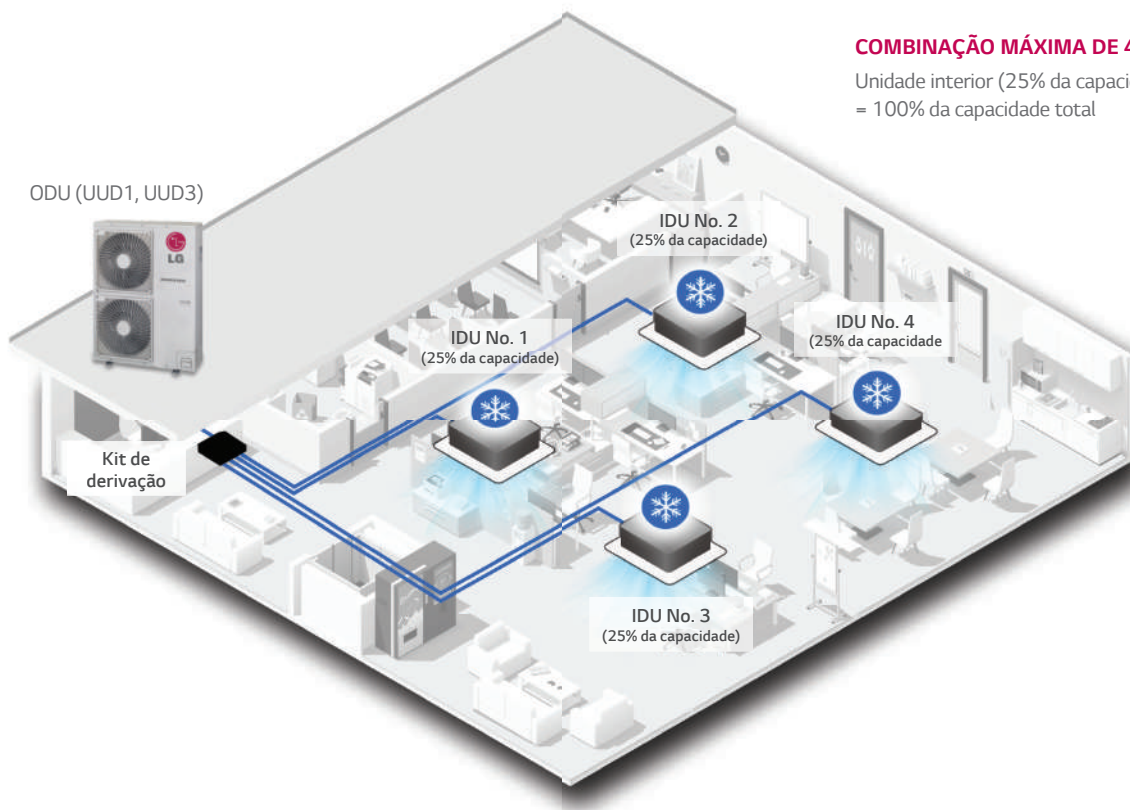 COMBINAÇÃO MÁXIMA DE 4
Unidade interior (25% da
= 100% da capacidade total
ODU (UUD1, UUD3)
LG
IDU No. 2
(25% da capacidade)
IDU No. 1
(25% da capacidade)
IDU No. 4
(25% da capacidade
Kit de
derivação
IDU No. 3
(25% da capacidade)